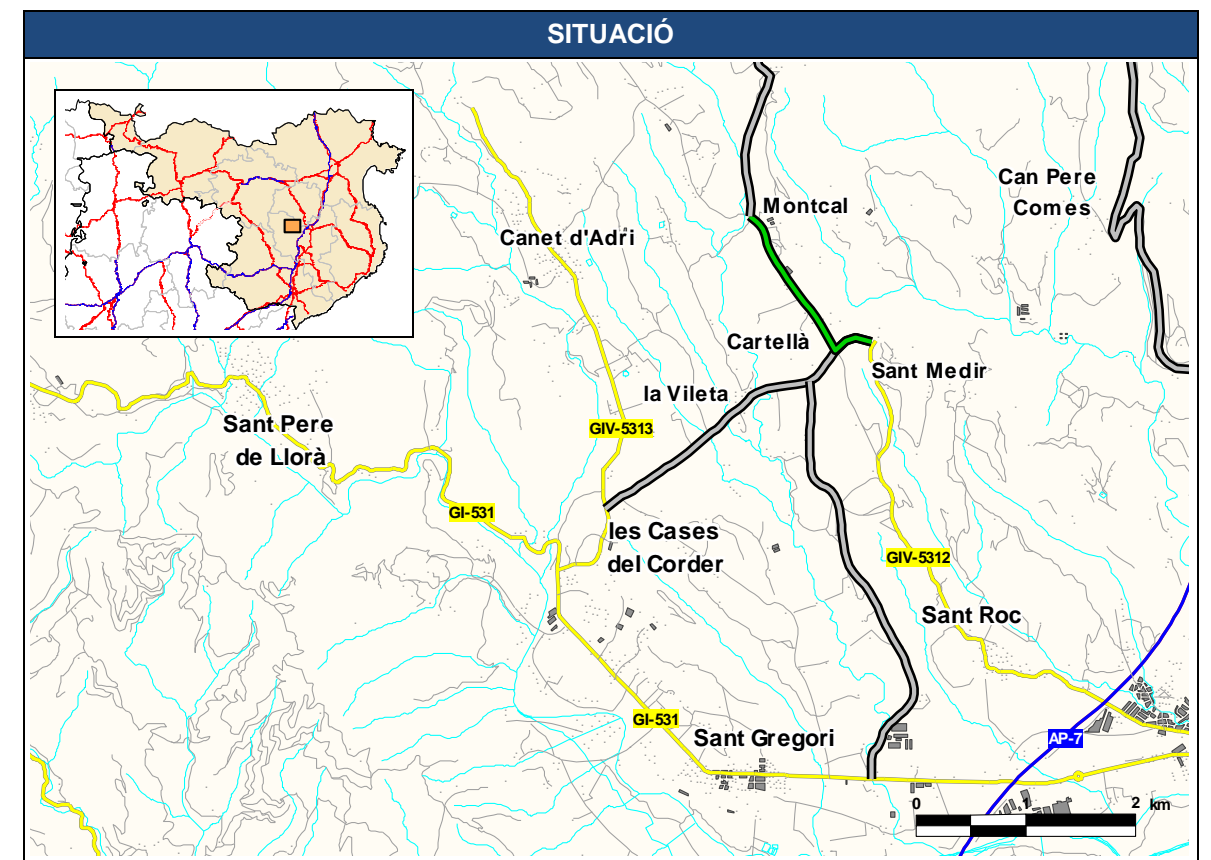 SITUACIÓ
Can Pere
Comes
Montcal
Canet d'Adri
Cartellà
Sant Medir
la Vileta
Sant Pere
de Llorà
GIV-5313
GI-531
les Cases
del Corder
GIV-5312
Sant Roc
GI-531
Sant Gregori
AP-7
0 1 2 km